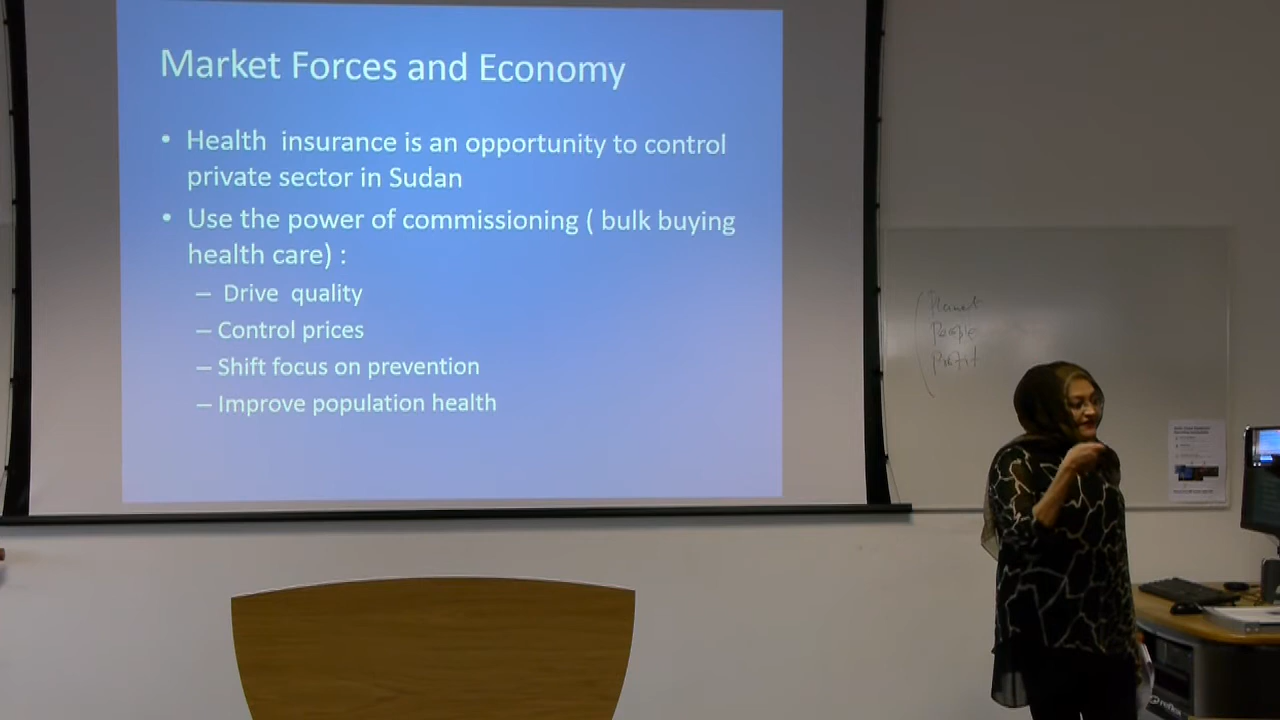 Market Forces and Economy
• Health insurance is an opportunity to control
private sector in Sudan
• Use the power of commissioning ( bulk buying
health care) :
– Drive quality
– Control prices
– Shift focus on prevention
– Improve population health
People
Profit